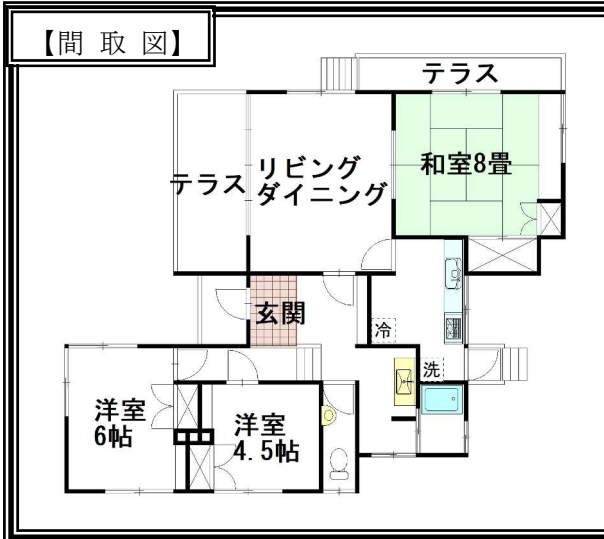 【間取図】
テラス
和室8畳
リビング
ダイニング
テラス
玄関
冷
洗
洋室
6帖
洋室
4.5帖